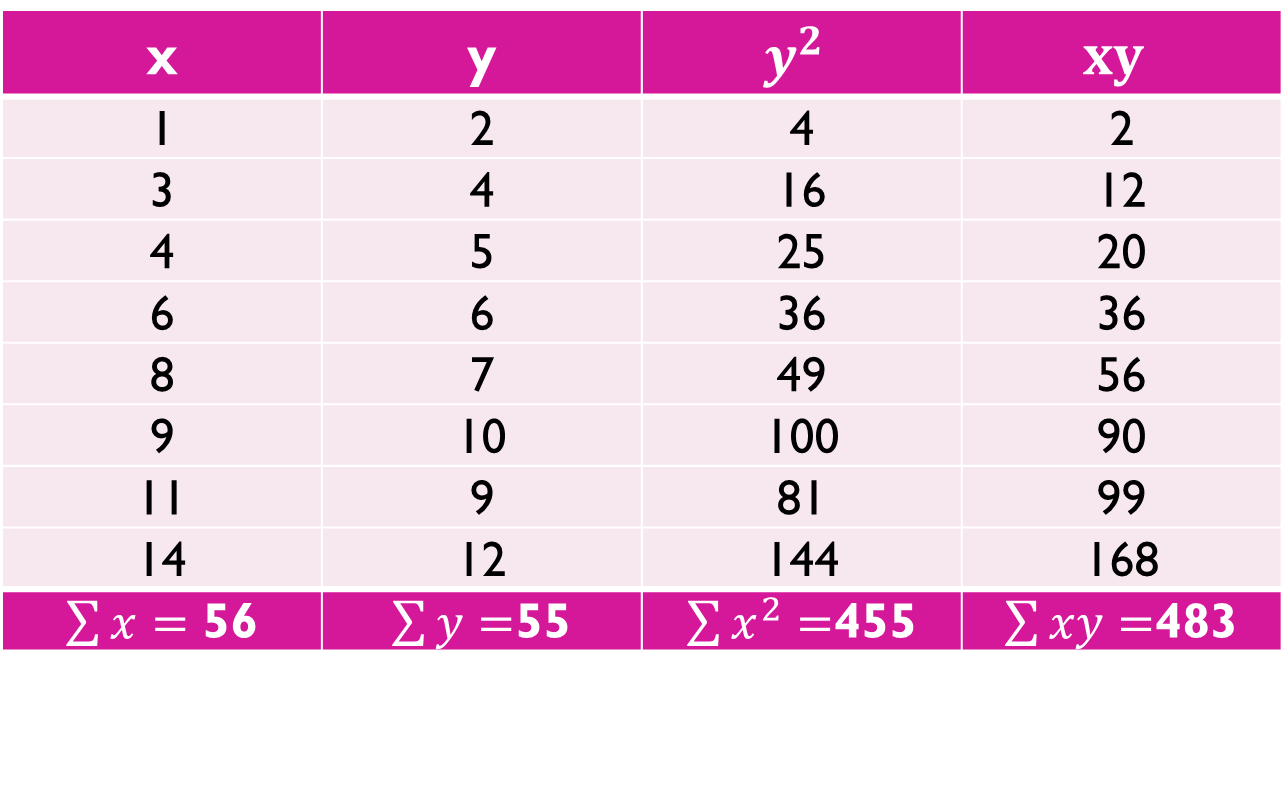 x y y² xy
1 2 4 2
3 4 16 12
4 5 25 20
6 6 36 36
8 7 49 56
9 10 100 90
11 9 81 99
14 12 144 168
∑ x = 56 ∑ y =55 ∑ x² =455 ∑ xy =483